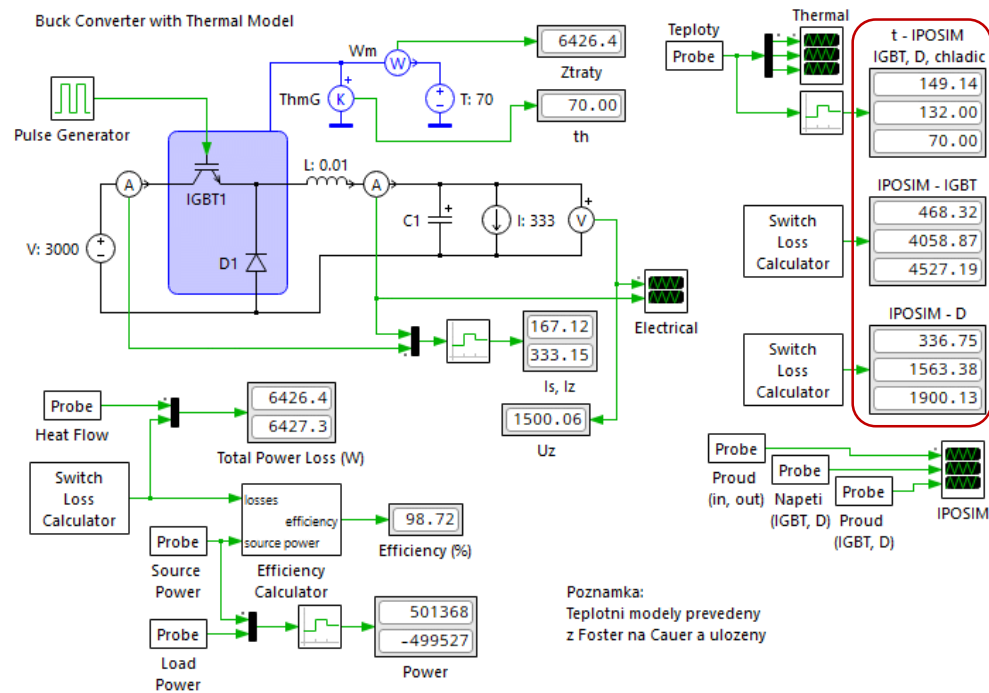 Buck Converter with Thermal Model
Pulse Generator
Wm
W
6426.4
Ztraty
ThmG
K
T: 70
70.00
th
V: 3000
A
IGBT1
D1
L: 0.01
A
C1
I: 333
V
Electrical
167.12
333.15
Is, Iz
1500.06
Uz
Teploty
Probe
Thermal
t - IPOSIM
IGBT, D, chladic
149.14
132.00
70.00
IPOSIM - IGBT
Switch
Loss
Calculator
468.32
4058.87
4527.19
IPOSIM - D
Switch
Loss
Calculator
336.75
1563.38
1900.13
Probe
Proud
(in, out)
Probe
Napeti
(IGBT, D)
Probe
Proud
(IGBT, D)
IPOSIM
Probe
Heat Flow
6426.4
6427.3
Total Power Loss (W)
Switch
Loss
Calculator
losses
efficiency
source power
Efficiency
Calculator
98.72
Efficiency (%)
Probe
Source
Power
Probe
Load
Power
501368
-499527
Power
Poznamka:
Teplotni modely prevedeny
z Foster na Cauer a ulozeny